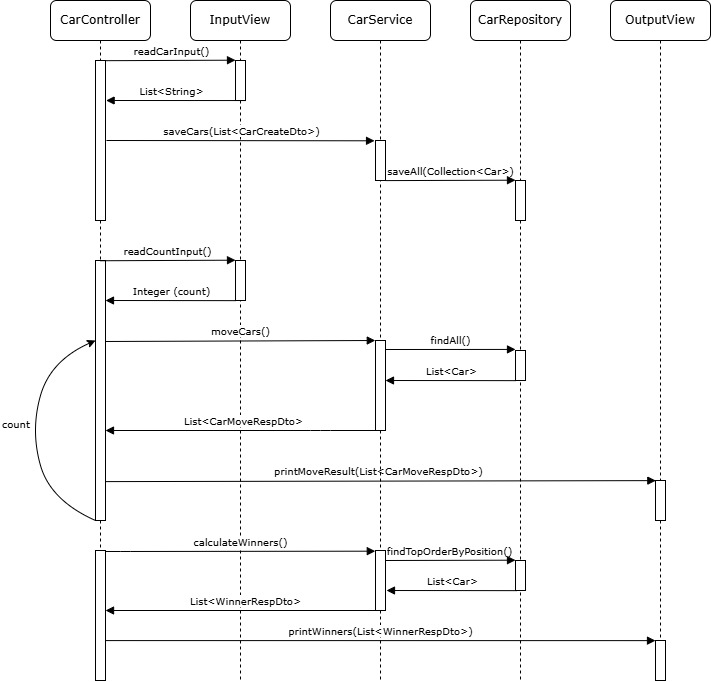 CarController
InputView
CarService
CarRepository
OutputView
readCarInput()
List<String>
saveCars(List<CarCreateDto>)
saveAll(Collection<Car>)
readCountInput()
Integer (count)
moveCars()
findAll()
List<Car>
List<CarMoveRespDto>
count
printMoveResult(List<CarMoveRespDto>)
calculateWinners()
findTopOrderByPosition()
List<Car>
List<WinnerRespDto>
printWinners(List<WinnerRespDto>)